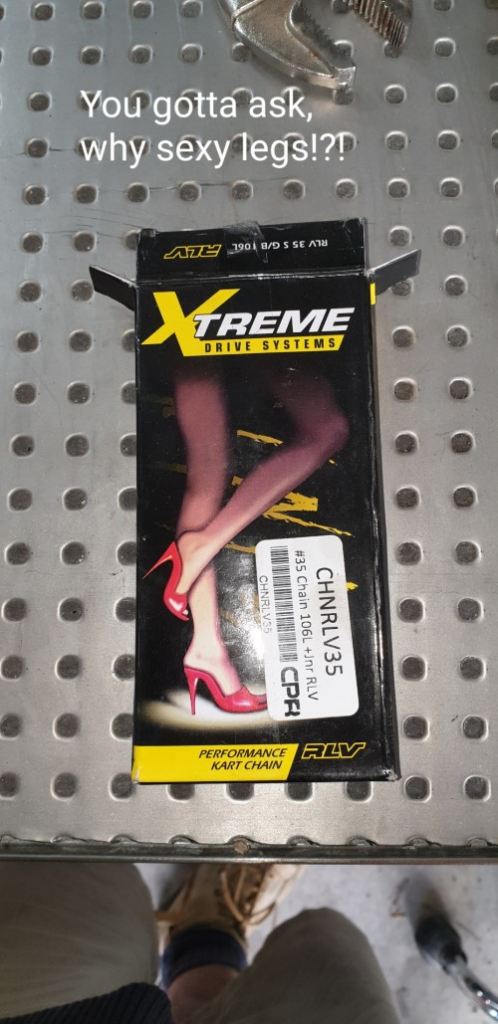 You gotta ask,
why sexy legs!?!
RLV
RLV 35 S G/B 106L
XTREME
DRIVE SYSTEMS
CHNRLV35
#35 Chain 106L +Jnr RLV
CHNRLV35
CPR
PERFORMANCE
KART CHAIN
RLV